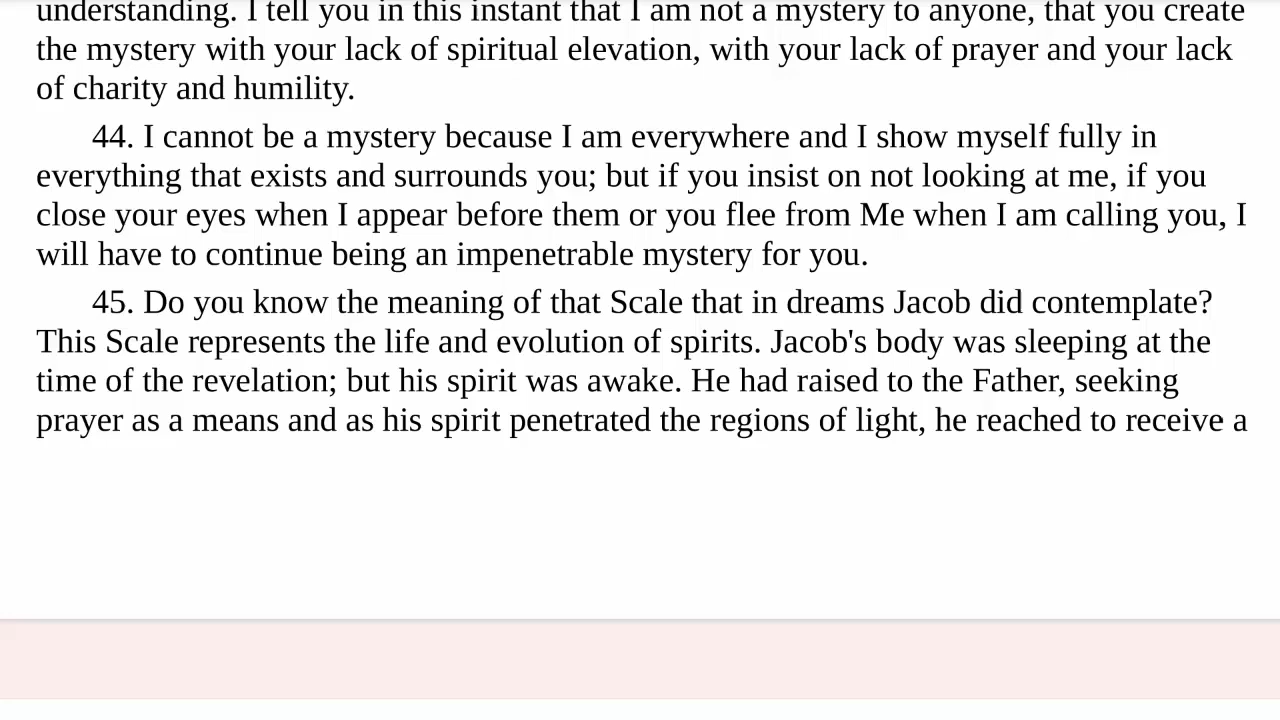 understanding. I tell you in this instant that I am not a mystery to anyone, that you create
the mystery with your lack of spiritual elevation, with your lack of prayer and your lack
of charity and humility.
44. I cannot be a mystery because I am everywhere and I show myself fully in
everything that exists and surrounds you; but if you insist on not looking at me, if you
close your eyes when I appear before them or you flee from Me when I am calling you, I
will have to continue being an impenetrable mystery for you.
45. Do you know the meaning of that Scale that in dreams Jacob did contemplate?
This Scale represents the life and evolution of spirits. Jacob's body was sleeping at the
time of the revelation; but his spirit was awake. He had raised to the Father, seeking
prayer as a means and as his spirit penetrated the regions of light, he reached to receive a